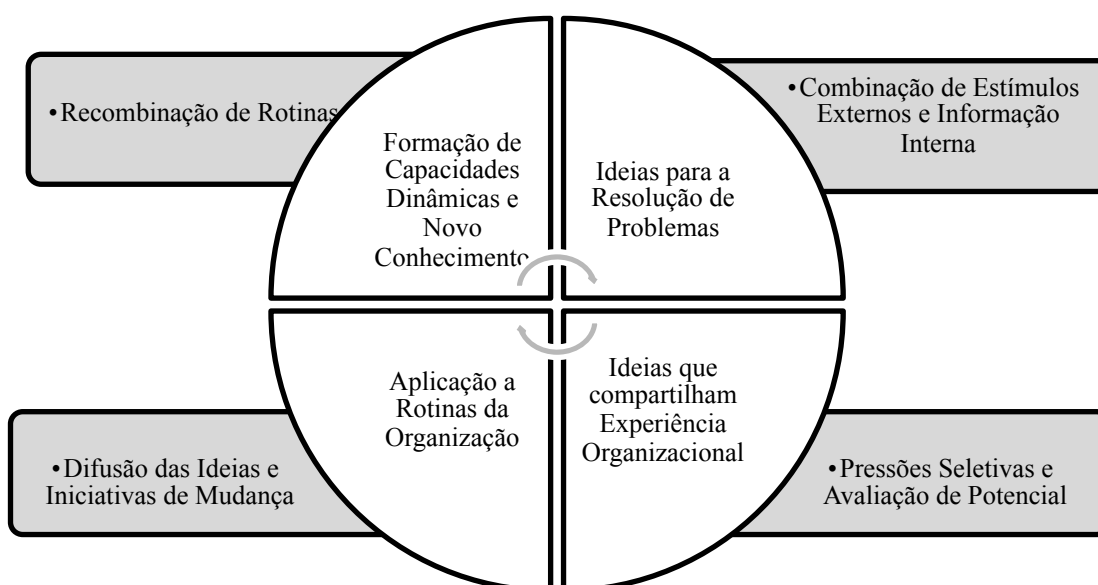 •Recombinação de Rotinas
Formação de
Capacidades
Dinâmicas e
Novo
Conhecimento
Ideias para a
Resolução de
Problemas
•Combinação de Estímulos
Externos e Informação
Interna
•Difusão das Ideias e
Iniciativas de Mudança
Aplicação a
Rotinas da
Organização
Ideias que
compartilham
Experiência
Organizacional
•Pressões Seletivas e
Avaliação de Potencial